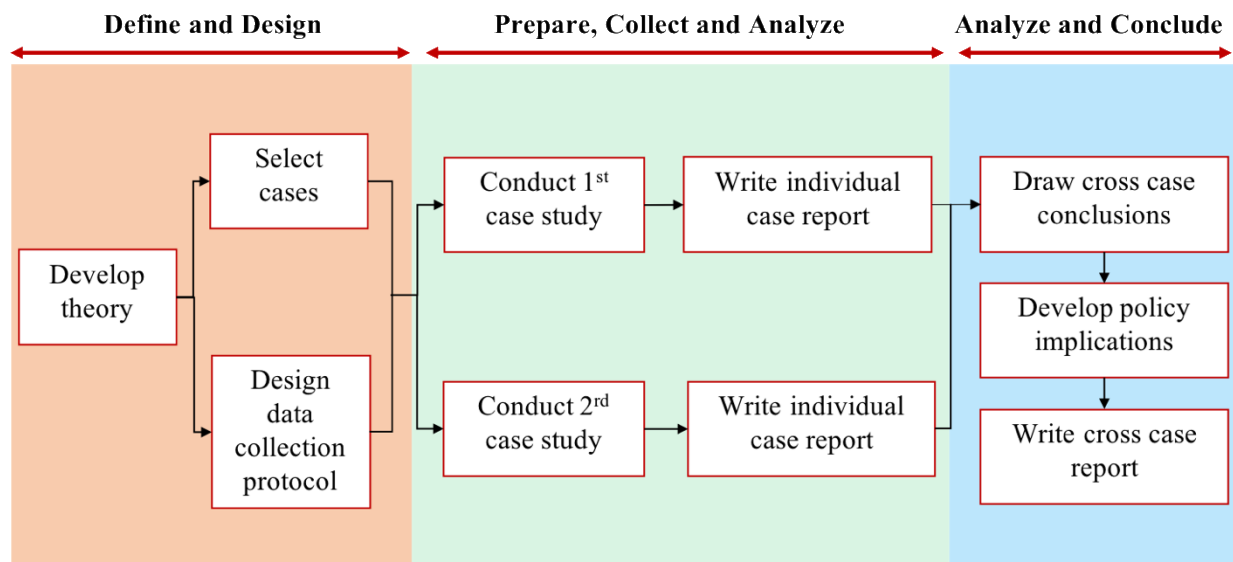 Define and Design
Prepare, Collect and Analyze
Analyze and Conclude
Develop
theory
Select
cases
Design
data
collection
protocol
Conduct 1st
case study
Write individual
case report
Conduct 2rd
case study
Write individual
case report
Draw cross case
conclusions
Develop policy
implications
Write cross case
report